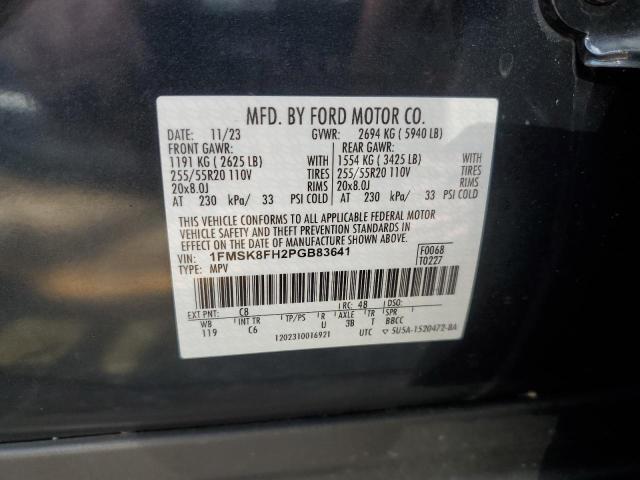 MFD. BY FORD MOTOR CO.
DATE: 11/23 GVWR: 2694 KG ( 5940 LB)
FRONT GAWR: REAR GAWR:
1191 KG ( 2625 LB) WITH 1554 KG ( 3425 LB) WITH
255/55R20 110V TIRES 255/55R20 110V TIRES
20x8.0J RIMS 20x8.0J RIMS
AT 230 kPa/ 33 PSI COLD AT 230 kPa/ 33 PSI COLD
THIS VEHICLE CONFORMS TO ALL APPLICABLE FEDERAL MOTOR
VEHICLE SAFETY AND THEFT PREVENTION STANDARDS IN
EFFECT ON THE DATE OF MANUFACTURE SHOWN ABOVE.
VIN: 1FMSK8FH2PGB83641 F0068
TYPE: MPV T0227
EXT PNT: C8 RC: 48 DSO:
WB INT TR TP/PS R AXLE TR SPR
119 C6 U 3B T BBCC
1202310016921 UTC ▽ 5U5A-1520472-BA